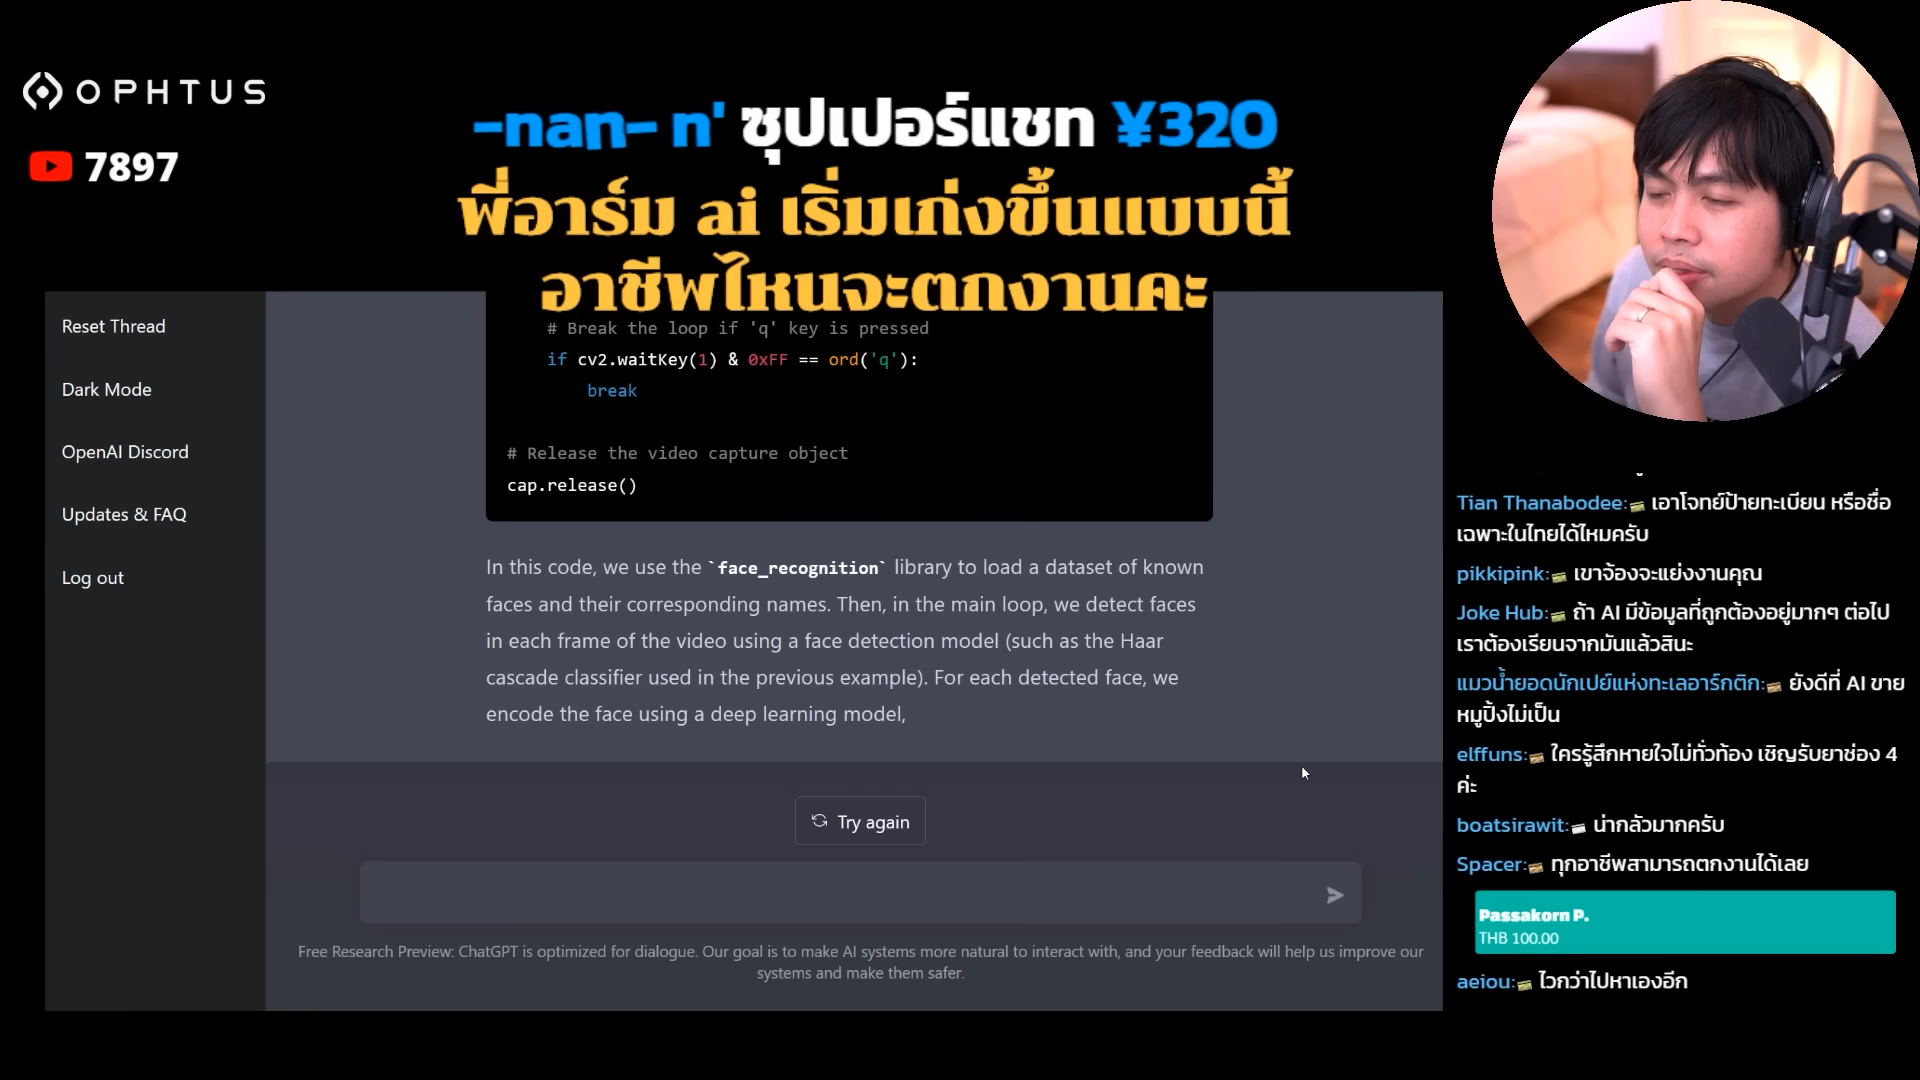 OPHTUS
7897
-nan- n' ซุปเปอร์แชท ¥320
พี่อาร์ม ai เริ่มเก่งขึ้นแบบนี้
อาชีพไหนจะตกงานคะ
Reset Thread
Dark Mode
OpenAI Discord
Updates & FAQ
Log out
# Break the loop if 'q' key is pressed
if cv2.waitKey(1) & 0xFF == ord('q'):
break
# Release the video capture object
cap.release()
In this code, we use the `face_recognition` library to load a dataset of known
faces and their corresponding names. Then, in the main loop, we detect faces
in each frame of the video using a face detection model (such as the Haar
cascade classifier used in the previous example). For each detected face, we
encode the face using a deep learning model,
Try again
Free Research Preview: ChatGPT is optimized for dialogue. Our goal is to make AI systems more natural to interact with, and your feedback will help us improve our
systems and make them safer.
Tian Thanabodee: เอาโจทย์ป้ายทะเบียน หรือชื่อ
เฉพาะในไทยได้ไหมครับ
pikkipink: เขาจ้องจะแย่งงานคุณ
Joke Hub: ถ้า AI มีข้อมูลที่ถูกต้องอยู่มากๆ ต่อไป
เราต้องเรียนจากมันแล้วสินะ
แมวน้ำยอดนักเปย์แห่งทะเลอาร์กติก: ยังดีที่ AI ขาย
หมูปิ้งไม่เป็น
elffuns: ใครรู้สึกหายใจไม่ทั่วท้อง เชิญรับยาช่อง 4
ค่ะ
boatsirawit: น่ากลัวมากครับ
Spacer: ทุกอาชีพสามารถตกงานได้เลย
Passakorn P.
THB 100.00
aeiou: ไวกว่าไปหาเองอีก